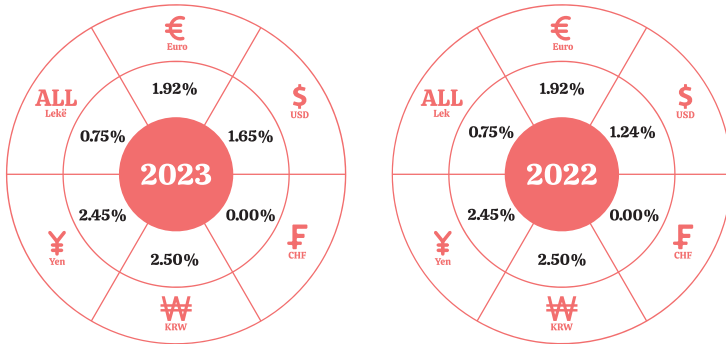 €
Euro
1.92%
$
USD
1.65%
0.00%
₣
CHF
2.50%
₩
KRW
2.45%
¥
Yen
ALL
Lekë
0.75%
2023
€
Euro
1.92%
$
USD
1.24%
0.00%
₣
CHF
2.50%
₩
KRW
2.45%
¥
Yen
ALL
Lek
0.75%
2022